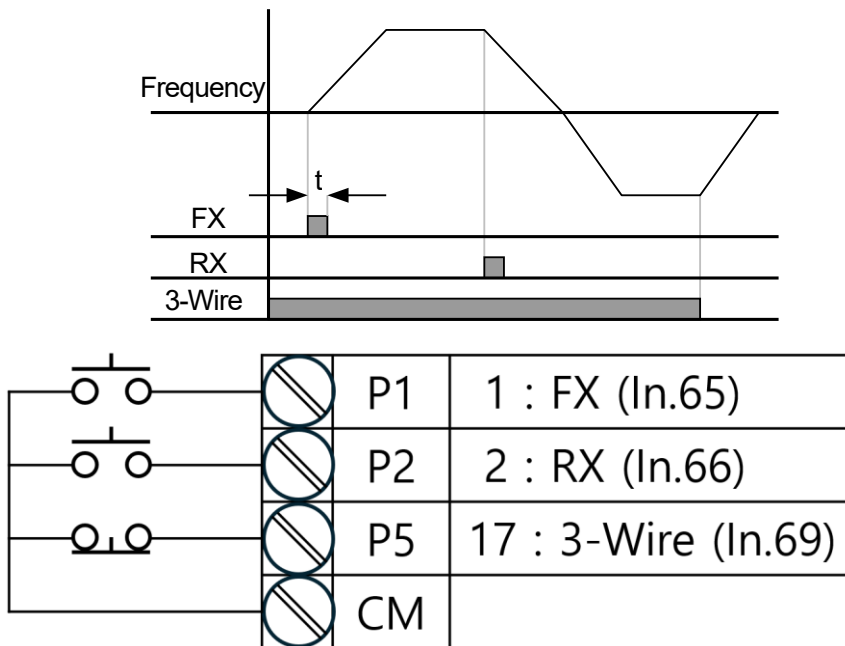 Frequency
t
FX
RX
3-Wire
P1 1 : FX (In.65)
P2 2 : RX (In.66)
P5 17 : 3-Wire (In.69)
CM